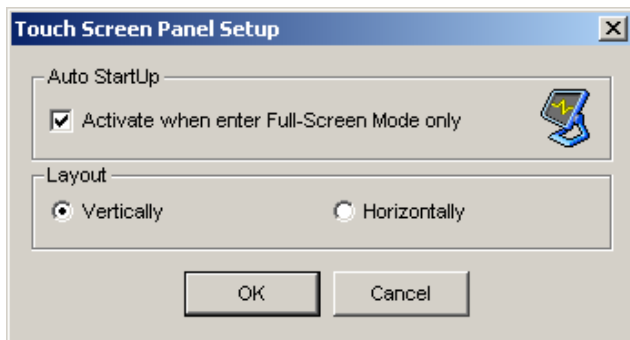 Touch Screen Panel Setup
Auto StartUp
Activate when enter Full-Screen Mode only
Layout
Vertically Horizontally
OK Cancel